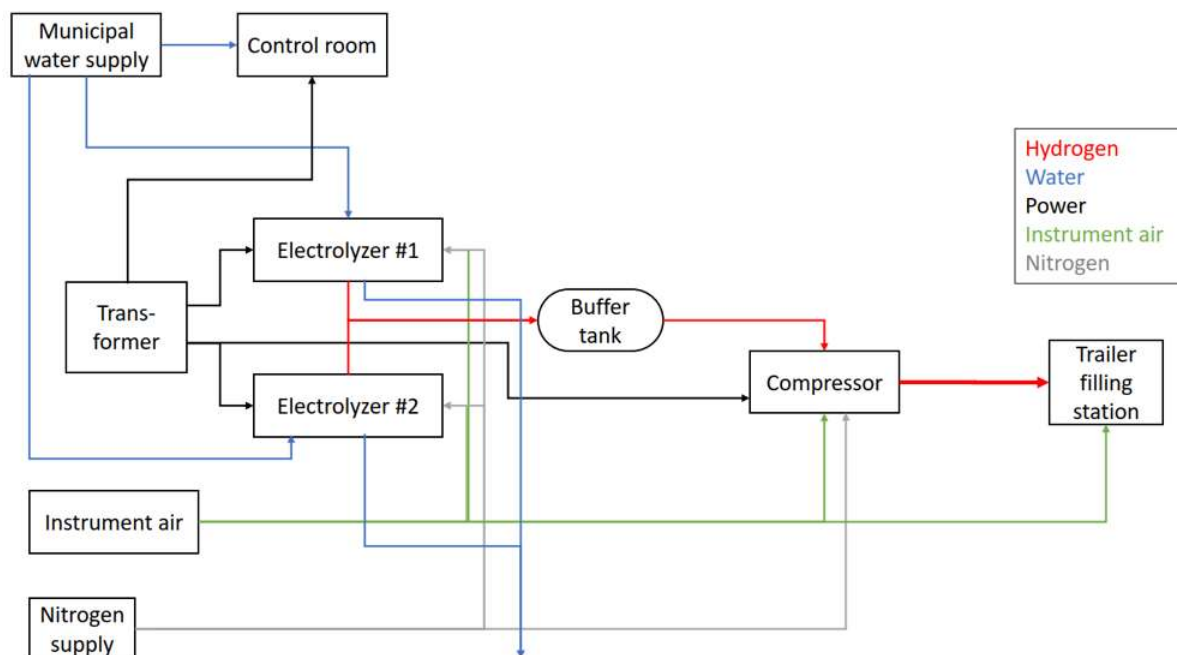 Municipal
water supply
Control room
Hydrogen
Water
Power
Instrument air
Nitrogen
Electrolyzer #1
Trans-
former
Buffer
tank
Compressor
Trailer
filling
station
Electrolyzer #2
Instrument air
Nitrogen
supply